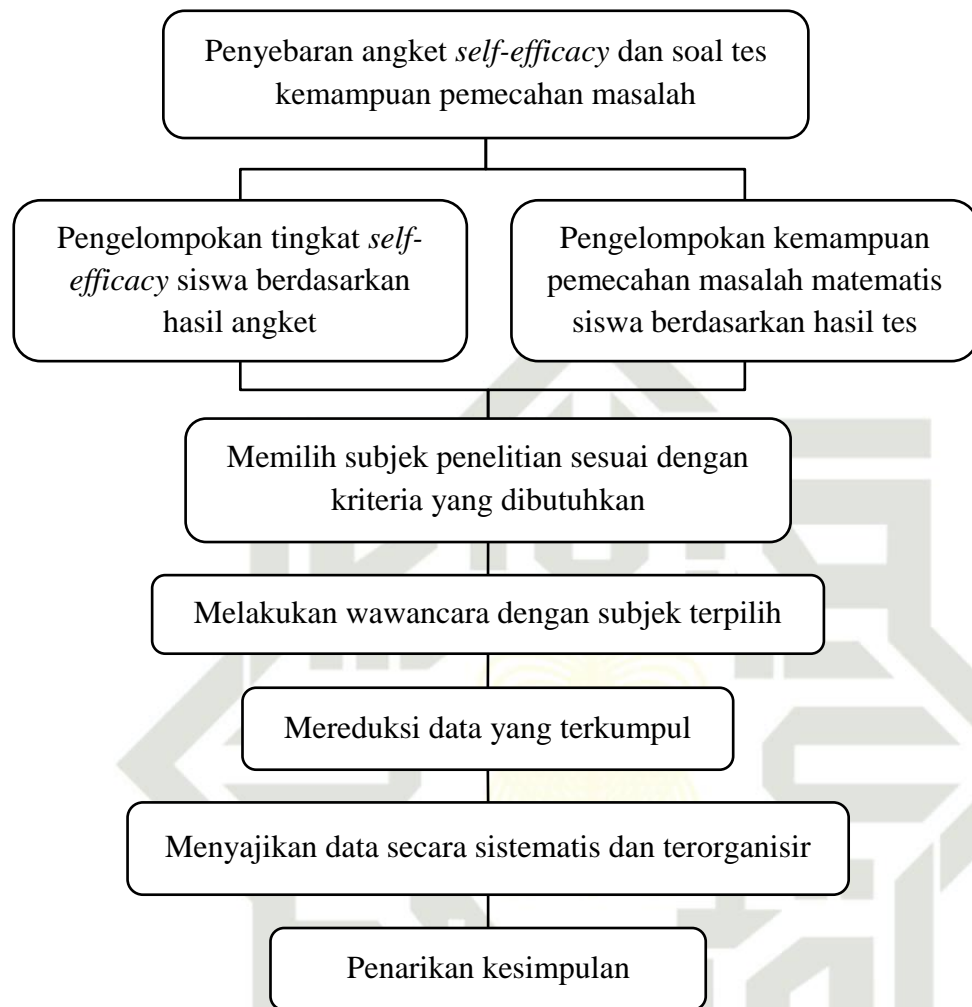 Penyebaran angket self-efficacy dan soal tes
kemampuan pemecahan masalah
Pengelompokan tingkat self-
efficacy siswa berdasarkan
hasil angket
Pengelompokan kemampuan
pemecahan masalah matematis
siswa berdasarkan hasil tes
Memilih subjek penelitian sesuai dengan
kriteria yang dibutuhkan
Melakukan wawancara dengan subjek terpilih
Mereduksi data yang terkumpul
Menyajikan data secara sistematis dan terorganisir
Penarikan kesimpulan